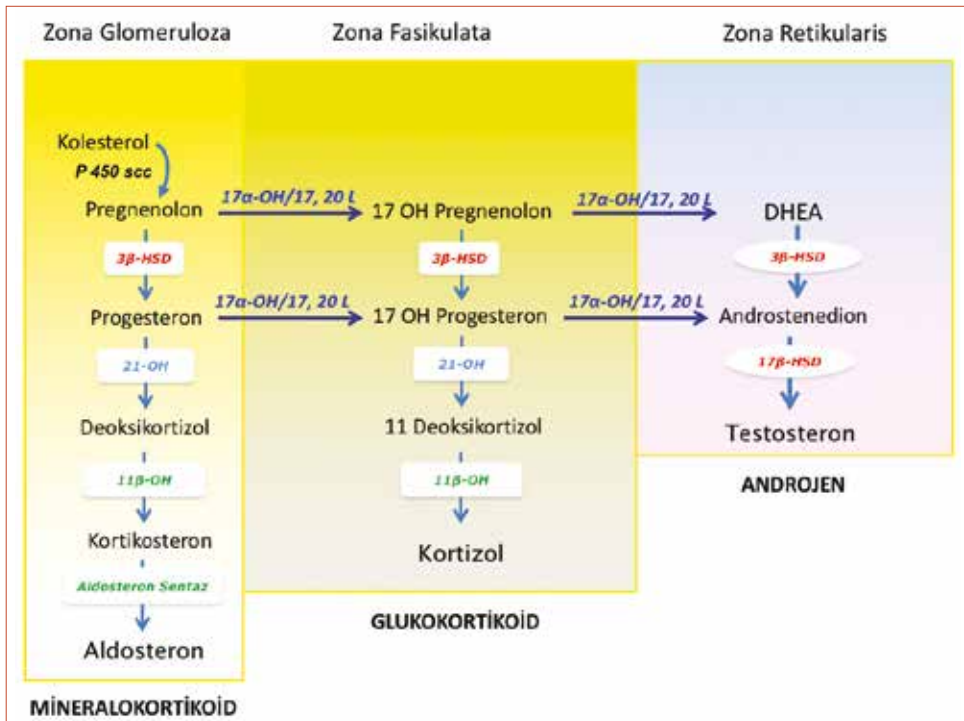 Zona Glomeruloza
Zona Fasikulata
Zona Retikularis
Kolesterol
P 450 scc
Pregnenolon
17α-OH/17, 20 L
17 OH Pregnenolon
17α-OH/17, 20 L
DHEA
3β-HSD
3β-HSD
3β-HSD
Progesteron
17α-OH/17, 20 L
17 OH Progesteron
17α-OH/17, 20 L
Androstenedion
21-OH
21-OH
17β-HSD
Deoksikortizol
11 Deoksikortizol
Testosteron
11β-OH
11β-OH
ANDROJEN
Kortikosteron
Kortizol
Aldosteron Sentaz
GLUKOKORTİKOİD
Aldosteron
MİNERALOKORTİKOİD